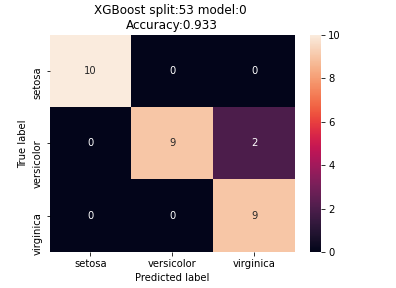 XGBoost split:53 model:0
Accuracy:0.933
True label
setosa
10 0 0
versicolor
0 9 2
virginica
0 0 9
setosa versicolor virginica
Predicted label
10
8
6
4
2
0